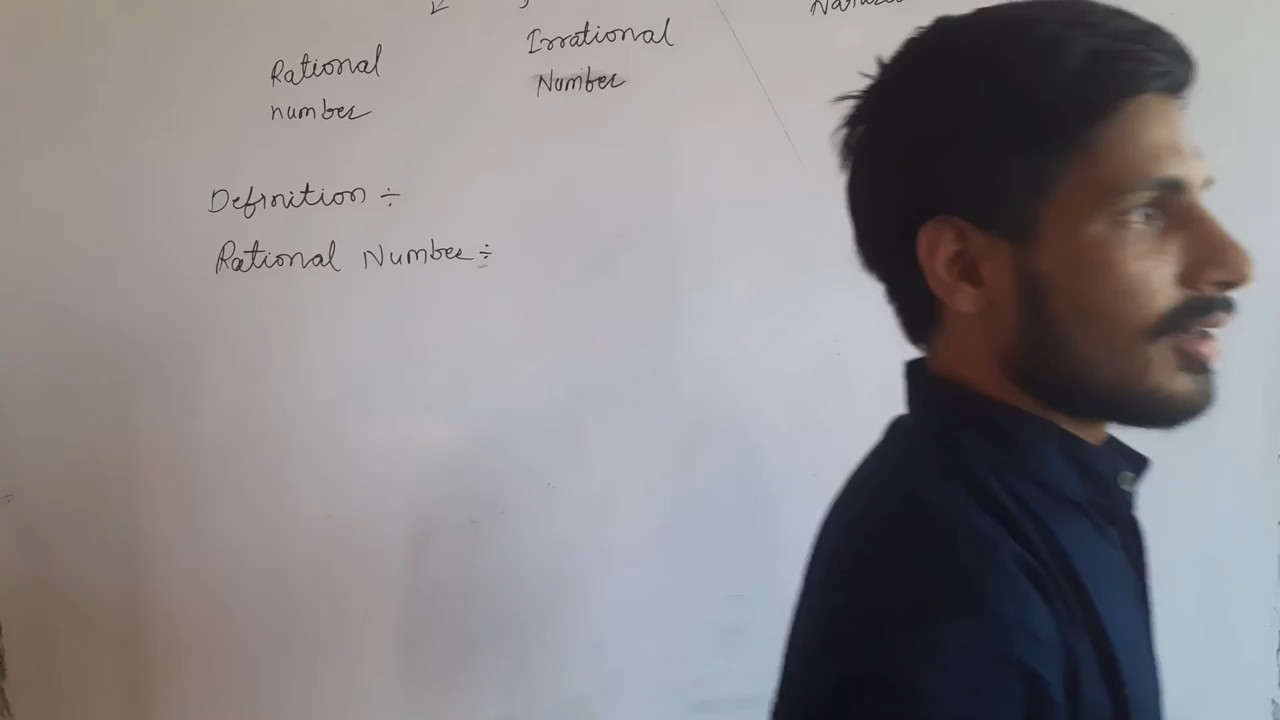 Rational
number
Irrational
Number
Definition ÷
Rational Number ÷